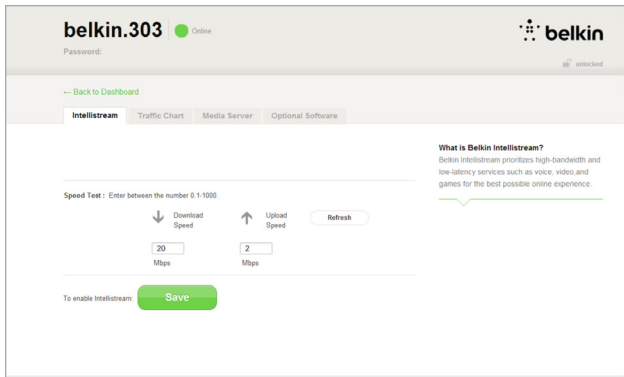 belkin.303
Online
belkin
Password:
unlocked
← Back to Dashboard
Intellistream
Traffic Chart
Media Server
Optional Software
What is Belkin Intellistream?
Belkin Intellistream prioritizes high-bandwidth and
low-latency services such as voice, video,and
games for the best possible online experience.
Speed Test : Enter between the number 0.1-1000.
Download
Speed
Upload
Speed
Refresh
20
2
Mbps
Mbps
To enable Intellistream:
Save